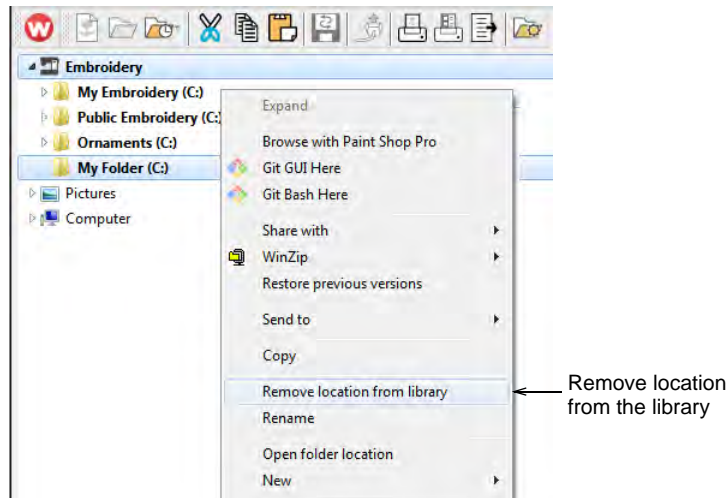 Embroidery
My Embroidery (C:)
Public Embroidery (C:
Ornaments (C:)
My Folder (C:)
Pictures
Computer
Expand
Browse with Paint Shop Pro
Git GUI Here
Git Bash Here
Share with
WinZip
Restore previous versions
Send to
Copy
Remove location from library
Rename
Open folder location
New
Remove location
from the library